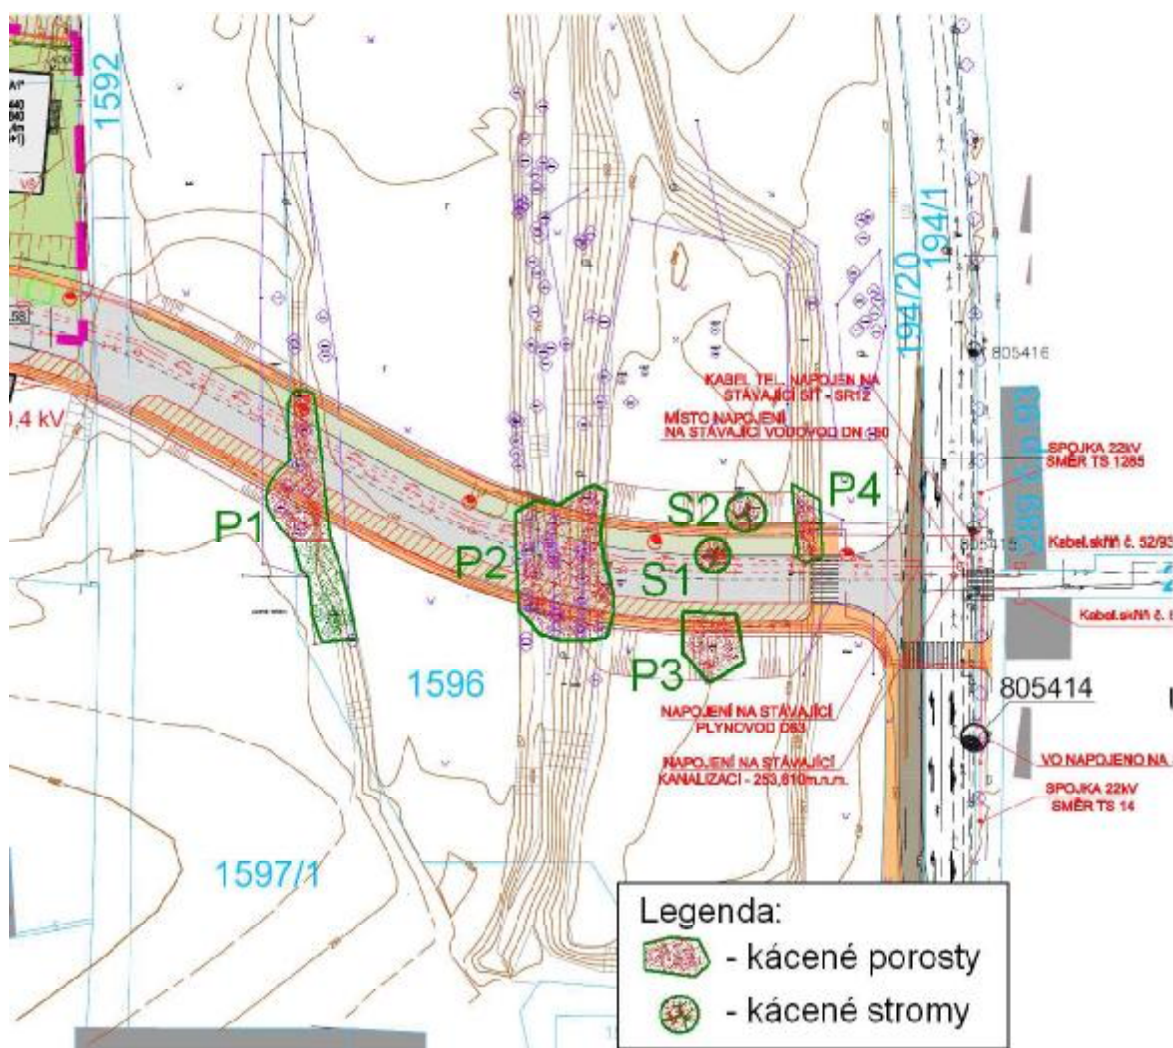 1592
194/1
194/20
805416
KABEL TEL. NAPOJEN NA
STÁVAJÍCÍ SÍŤ - SR12
0,4 kV
MÍSTO NAPOJENÍ
NA STÁVAJÍCÍ VODOVOD DN
SPOJKA 22kV
SMĚR TS 1285
P1
P2
S2
P4
S1
Kabel.skříň č. 52/93
P3
1596
Kabel.skříň č.
805414
NAPOJENÍ NA STÁVAJÍCÍ
PLYNOVOD D63
NAPOJENÍ NA STÁVAJÍCÍ
KANALIZACI - 253,610m.n.m.
VO NAPOJENO NA
SPOJKA 22kV
SMĚR TS 14
1597/1
Legenda:
- kácené porosty
- kácené stromy